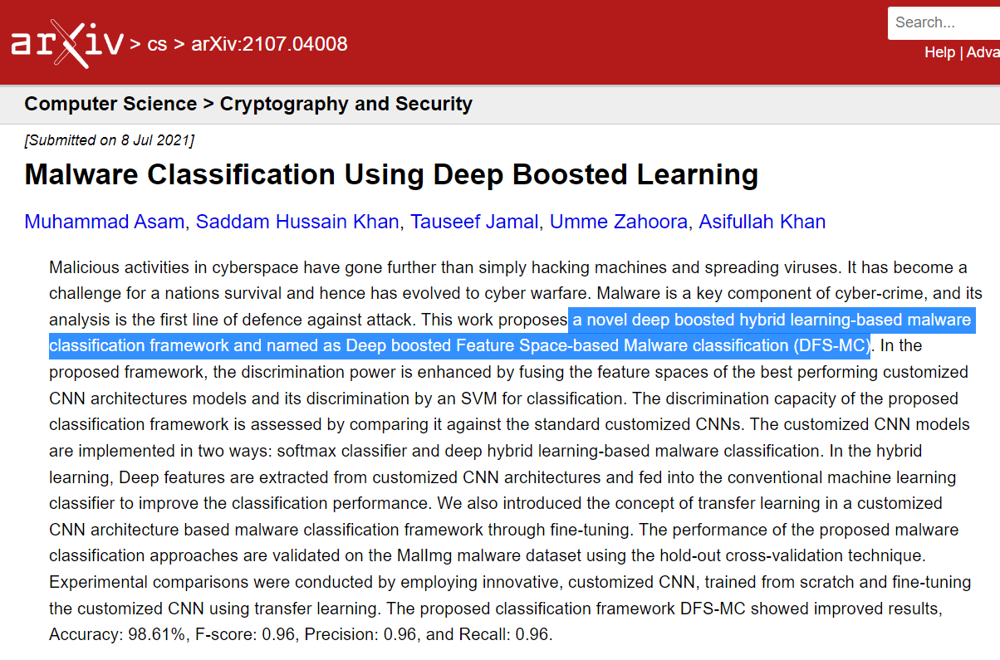 arXiv > cs > arXiv:2107.04008
Search...
Help | Adva
Computer Science > Cryptography and Security
[Submitted on 8 Jul 2021]
Malware Classification Using Deep Boosted Learning
Muhammad Asam, Saddam Hussain Khan, Tauseef Jamal, Umme Zahoora, Asifullah Khan
Malicious activities in cyberspace have gone further than simply hacking machines and spreading viruses. It has become a
challenge for a nations survival and hence has evolved to cyber warfare. Malware is a key component of cyber-crime, and its
analysis is the first line of defence against attack. This work proposes a novel deep boosted hybrid learning-based malware
classification framework and named as Deep boosted Feature Space-based Malware classification (DFS-MC). In the
proposed framework, the discrimination power is enhanced by fusing the feature spaces of the best performing customized
CNN architectures models and its discrimination by an SVM for classification. The discrimination capacity of the proposed
classification framework is assessed by comparing it against the standard customized CNNs. The customized CNN models
are implemented in two ways: softmax classifier and deep hybrid learning-based malware classification. In the hybrid
learning, Deep features are extracted from customized CNN architectures and fed into the conventional machine learning
classifier to improve the classification performance. We also introduced the concept of transfer learning in a customized
CNN architecture based malware classification framework through fine-tuning. The performance of the proposed malware
classification approaches are validated on the MalImg malware dataset using the hold-out cross-validation technique.
Experimental comparisons were conducted by employing innovative, customized CNN, trained from scratch and fine-tuning
the customized CNN using transfer learning. The proposed classification framework DFS-MC showed improved results,
Accuracy: 98.61%, F-score: 0.96, Precision: 0.96, and Recall: 0.96.